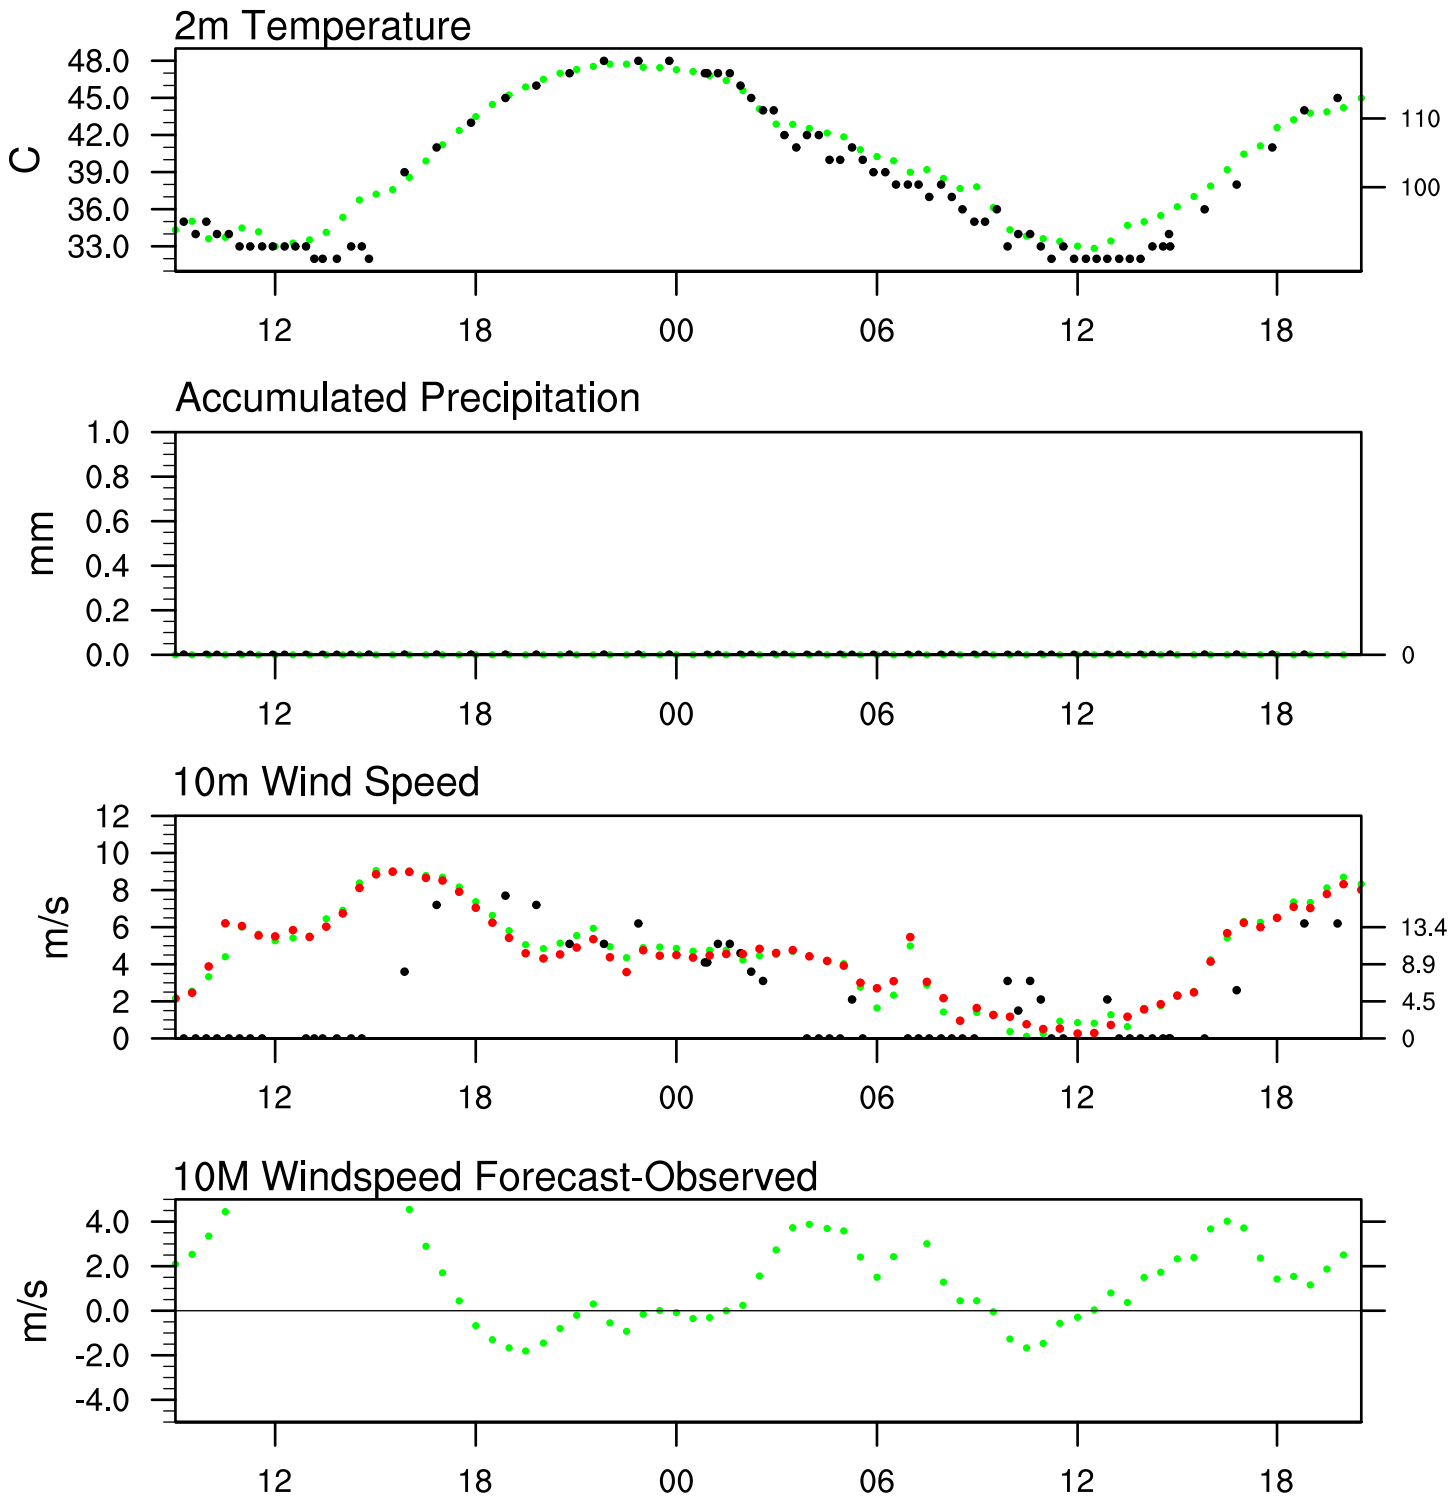 2m Temperature
48.0
45.0
42.0
39.0
36.0
33.0
C
110
100
12 18 00 06 12 18
Accumulated Precipitation
1.0
0.8
0.6
0.4
0.2
0.0
mm
0
12 18 00 06 12 18
10m Wind Speed
12
10
8
6
4
2
0
m/s
13.4
8.9
4.5
0
12 18 00 06 12 18
10M Windspeed Forecast-Observed
4.0
2.0
0.0
-2.0
-4.0
m/s
12 18 00 06 12 18